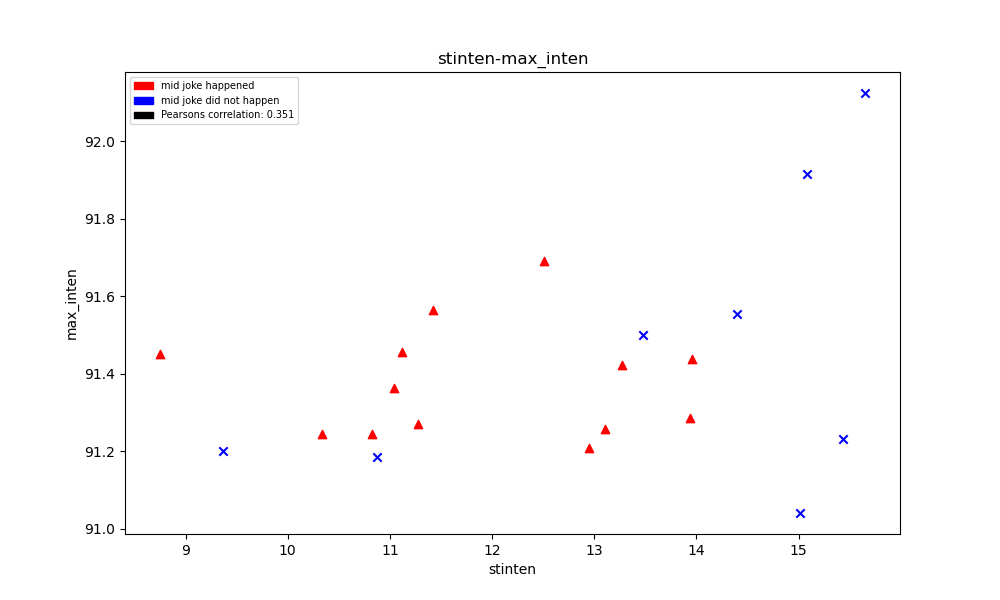 stinten-max_inten
mid joke happened
mid joke did not happen
Pearsons correlation: 0.351
max_inten
92.0
91.8
91.6
91.4
91.2
91.0
9 10 11 12 13 14 15
stinten